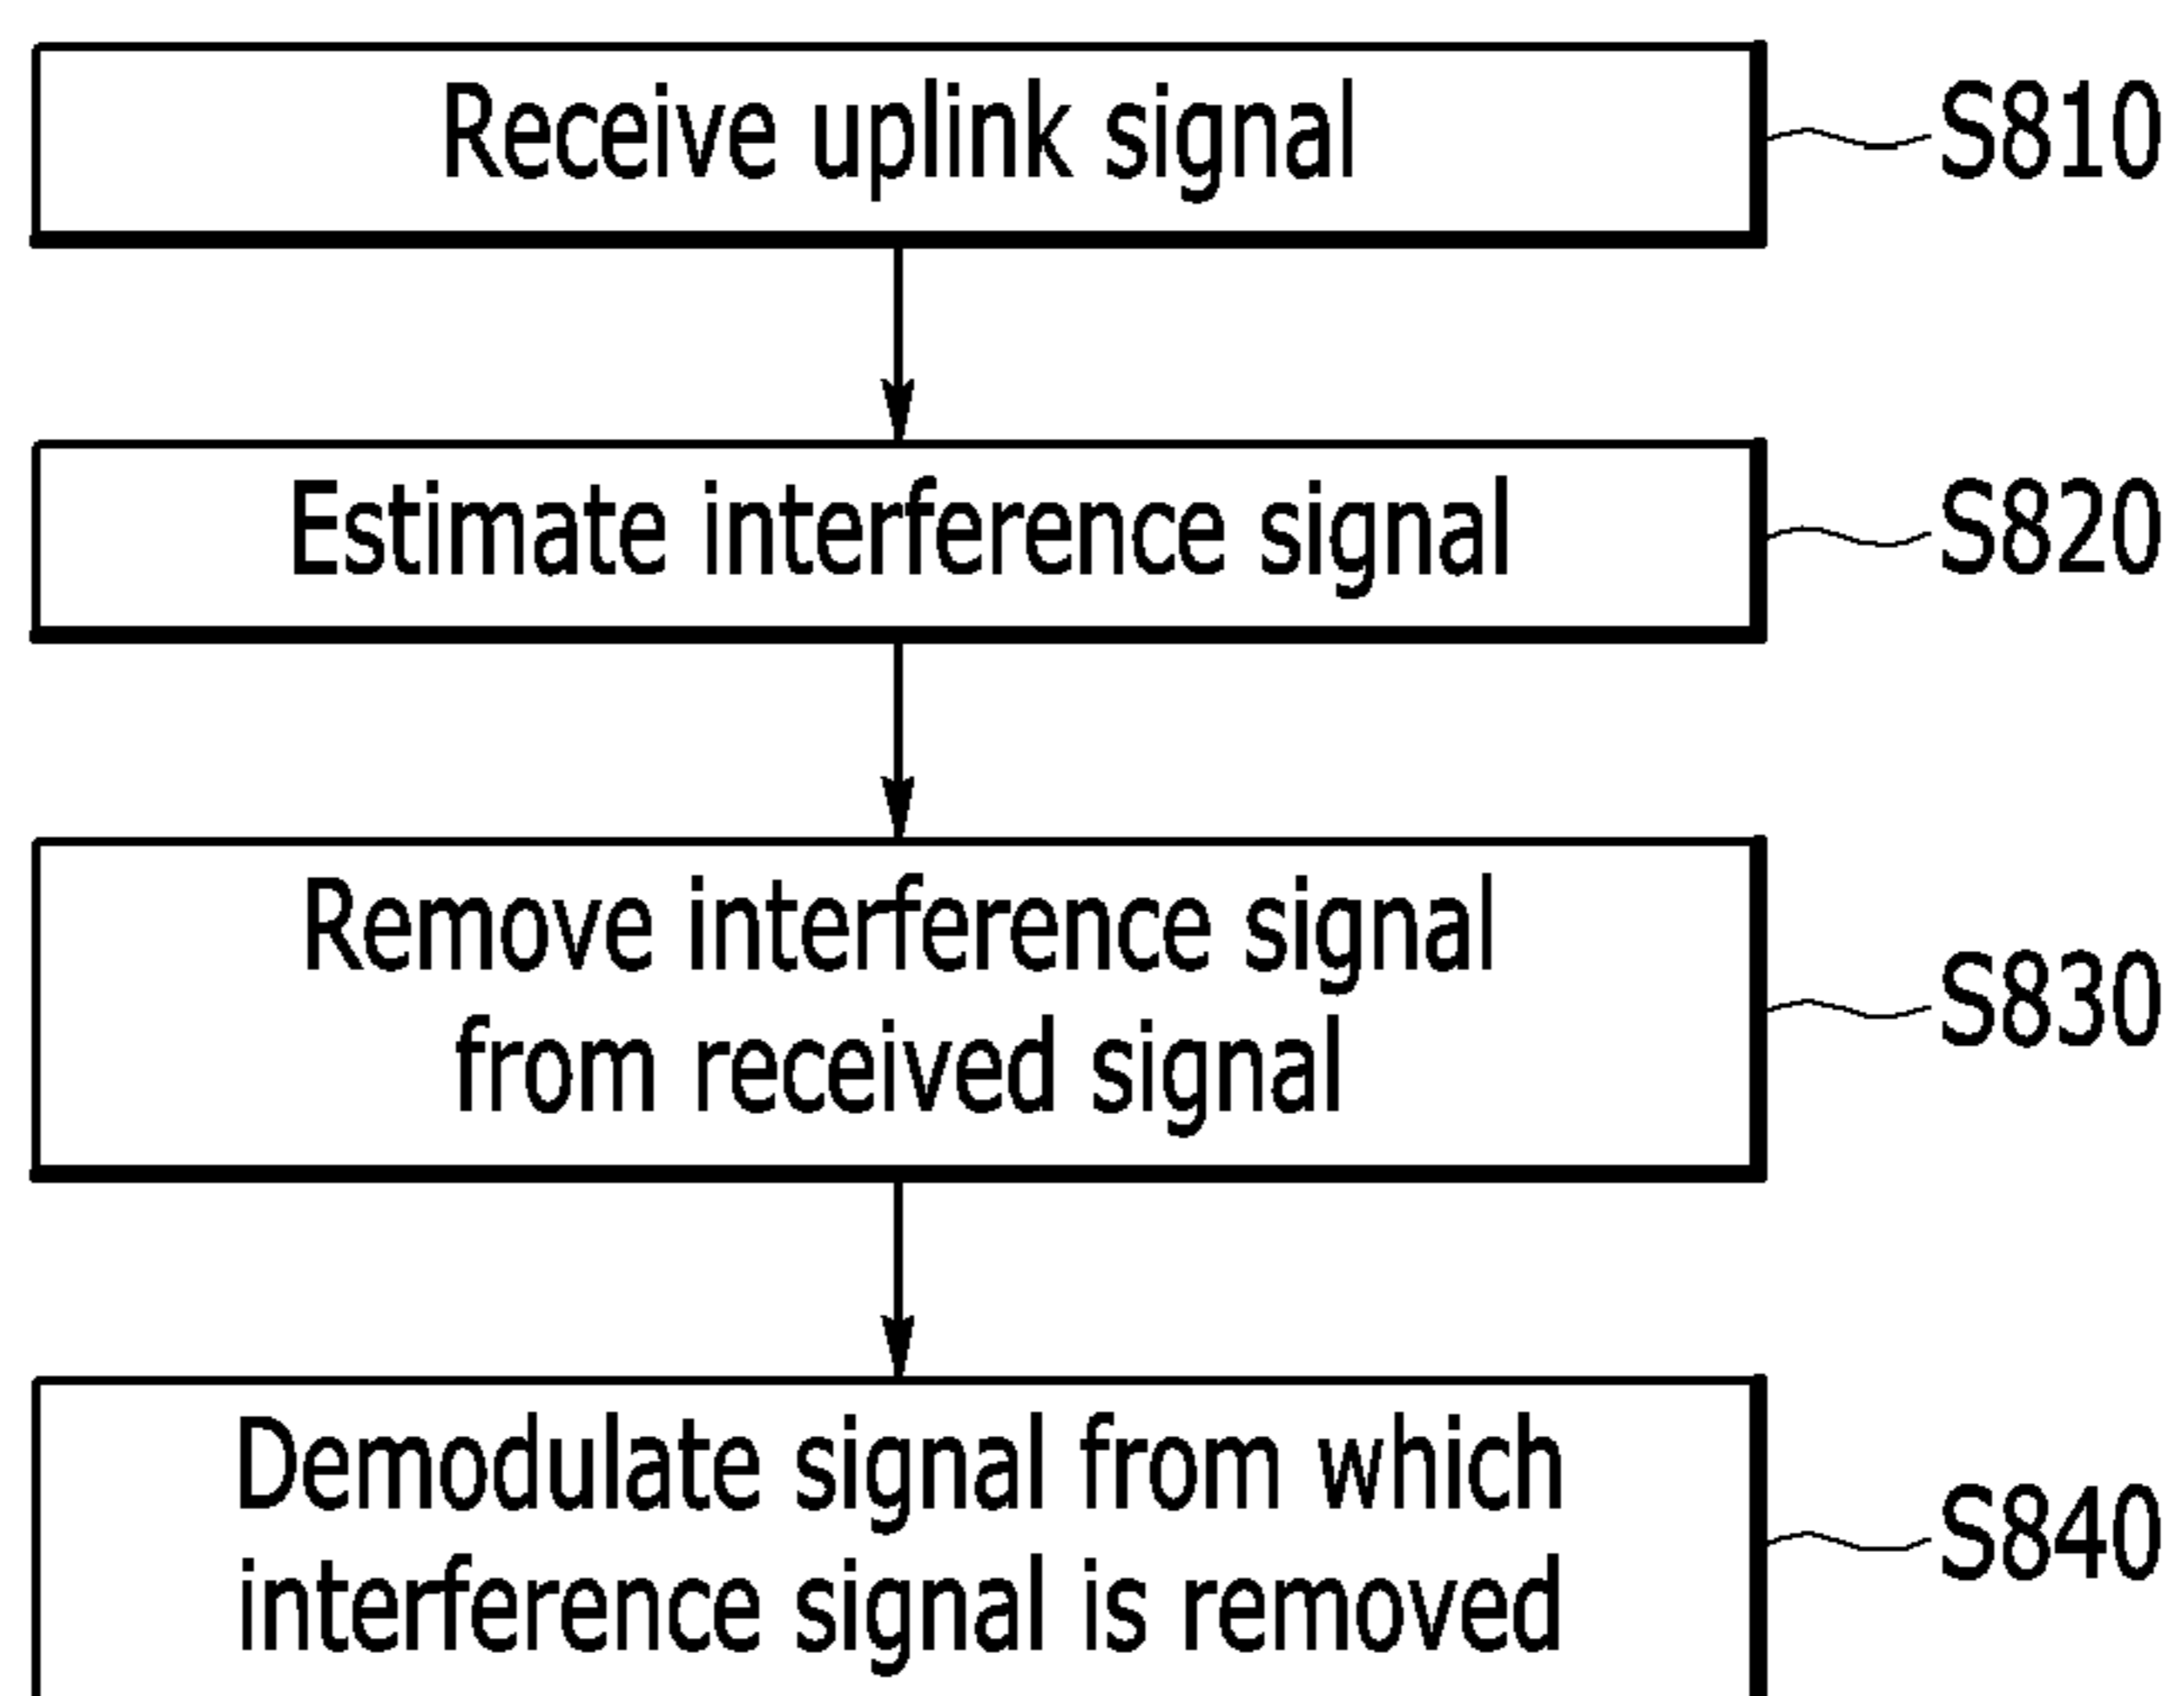 Receive uplink signal
S810
Estimate interference signal
S820
Remove interference signal
from received signal
S830
Demodulate signal from which
interference signal is removed
S840